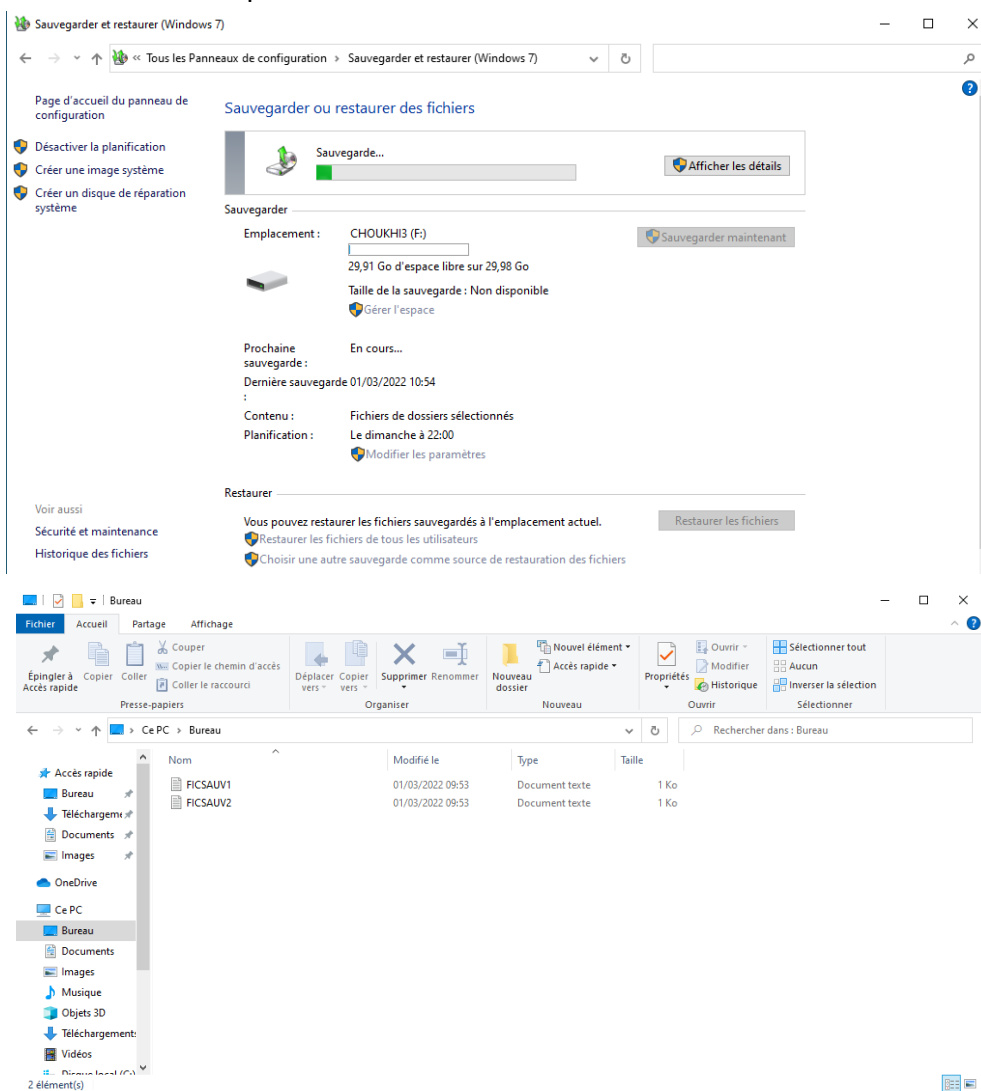 Sauvegarder et restaurer (Windows 7)
« Tous les Panneaux de configuration › Sauvegarder et restaurer (Windows 7)
Page d'accueil du panneau de
configuration
Désactiver la planification
Créer une image système
Créer un disque de réparation
système
Voir aussi
Sécurité et maintenance
Historique des fichiers
Sauvegarder ou restaurer des fichiers
Sauvegarde...
Afficher les détails
Sauvegarder
Emplacement :
CHOUKHI3 (F:)
Sauvegarder maintenant
29,91 Go d'espace libre sur 29,98 Go
Taille de la sauvegarde : Non disponible
Gérer l'espace
Prochaine
sauvegarde :
En cours...
Dernière sauvegarde 01/03/2022 10:54
:
Contenu :
Fichiers de dossiers sélectionnés
Planification :
Le dimanche à 22:00
Modifier les paramètres
Restaurer
Vous pouvez restaurer les fichiers sauvegardés à l'emplacement actuel.
Restaurer les fichiers
Restaurer les fichiers de tous les utilisateurs
Choisir une autre sauvegarde comme source de restauration des fichiers
Bureau
Fichier
Accueil
Partage
Affichage
Épingler à
Accès rapide
Copier
Coller
Couper
Copier le chemin d'accès
Coller le raccourci
Presse-papiers
Déplacer
vers
Copier
vers
Supprimer
Renommer
Organiser
Nouveau
dossier
Nouvel élément
Accès rapide
Nouveau
Propriétés
Ouvrir
Modifier
Historique
Ouvrir
Sélectionner tout
Aucun
Inverser la sélection
Sélectionner
› Ce PC › Bureau
Rechercher dans : Bureau
Accès rapide
Bureau
Téléchargeme
Documents
Images
OneDrive
Ce PC
Bureau
Documents
Images
Musique
Objets 3D
Téléchargements
Vidéos
Disque local (C:)
Nom
Modifié le
Type
Taille
FICSAUV1
01/03/2022 09:53
Document texte
1 Ko
FICSAUV2
01/03/2022 09:53
Document texte
1 Ko
2 élément(s)